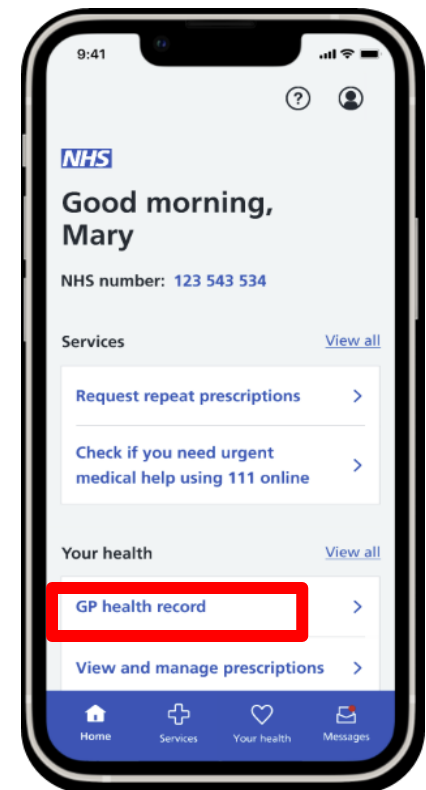 9:41
NHS
Good morning,
Mary
NHS number: 123 543 534
Services View all
Request repeat prescriptions
Check if you need urgent
medical help using 111 online
Your health View all
GP health record
View and manage prescriptions
Home Services Your health Messages